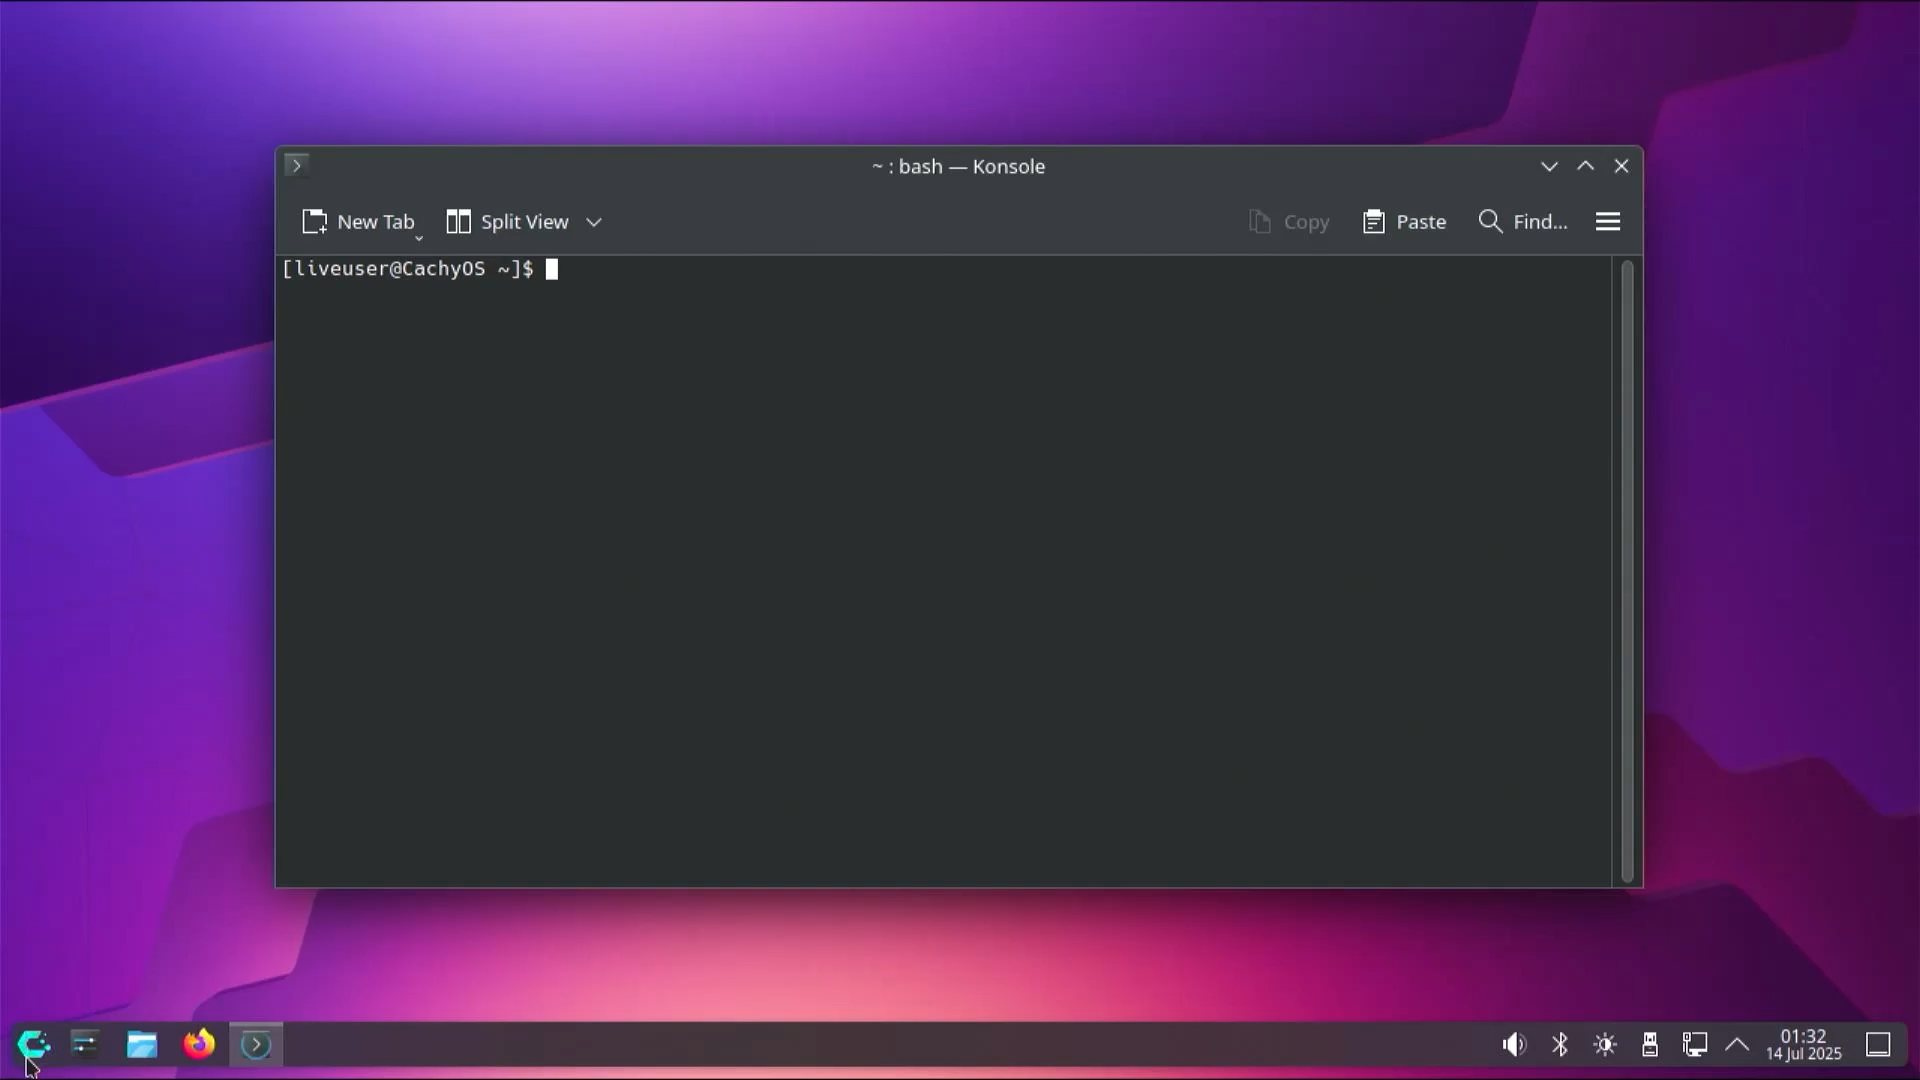 ~ : bash — Konsole
New Tab
Split View
Copy
Paste
Find...
[liveuser@CachyOS ~]$
01:32
14 Jul 2025